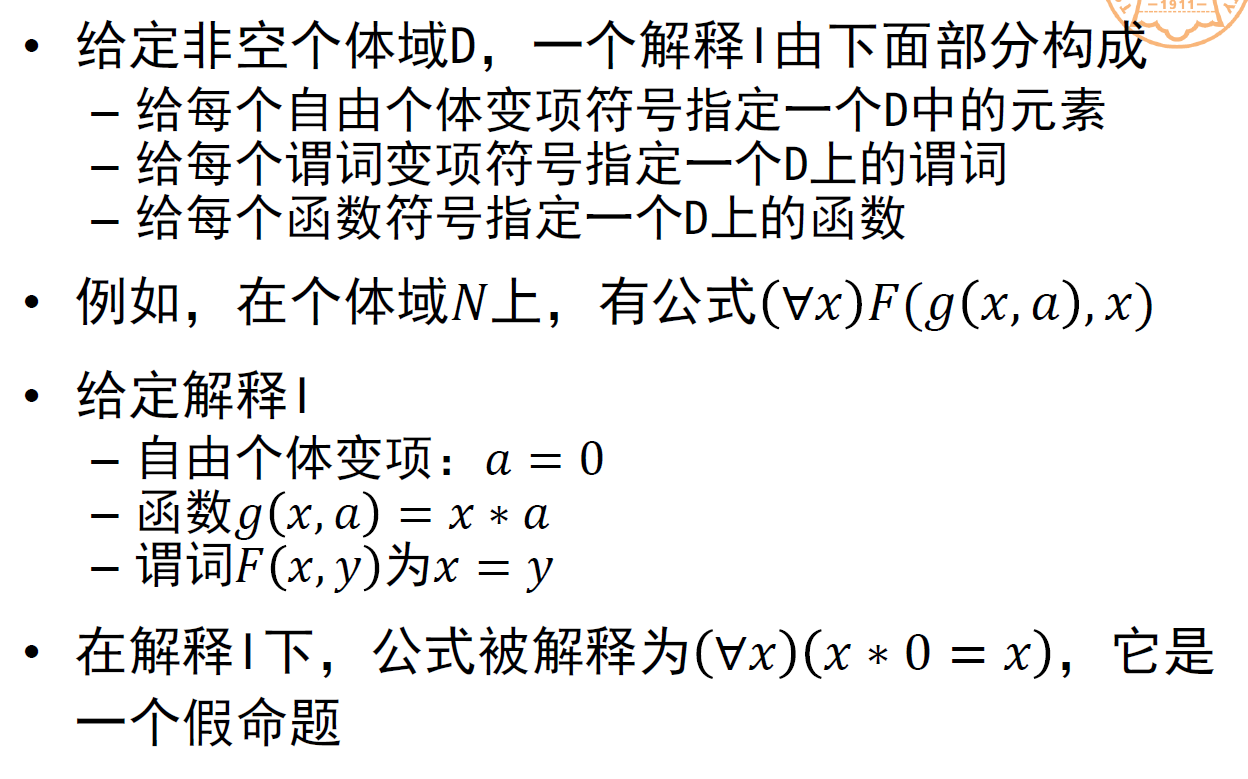 -1911-
• 给定非空个体域D，一个解释I由下面部分构成
– 给每个自由个体变项符号指定一个D中的元素
– 给每个谓词变项符号指定一个D上的谓词
– 给每个函数符号指定一个D上的函数
• 例如，在个体域N上，有公式(∀x)F(g(x,a),x)
• 给定解释I
– 自由个体变项：a = 0
– 函数g(x,a) = x ∗ a
– 谓词F(x,y)为x = y
• 在解释I下，公式被解释为(∀x)(x ∗ 0 = x)，它是
一个假命题